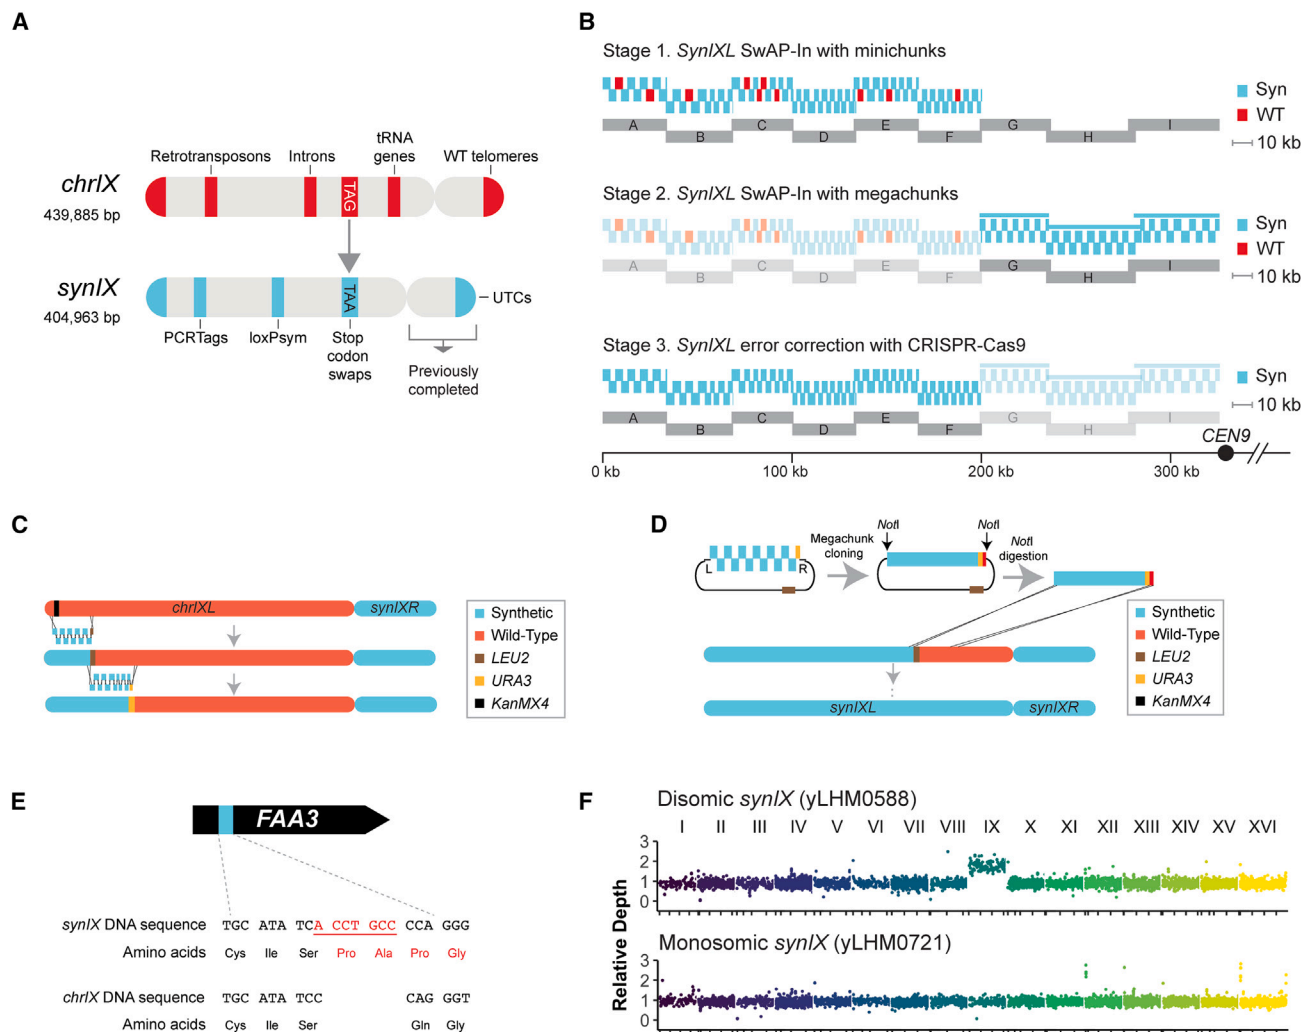 A
Retrotransposons
Introns
tRNA
genes
WT telomeres
chrIX
439,885 bp
TAG
synIX
404,963 bp
TAA
UTCs
PCRTags
loxPsym
Stop
codon
swaps
Previously
completed
B
Stage 1. SynIXL SwAP-In with minichunks
A B C D E F G H I
Syn
WT
10 kb
Stage 2. SynIXL SwAP-In with megachunks
A B C D E F G H I
Syn
WT
10 kb
Stage 3. SynIXL error correction with CRISPR-Cas9
A B C D E F G H I
Syn
10 kb
CEN9
0 kb 100 kb 200 kb 300 kb
C
chrIXL synIXR
Synthetic
Wild-Type
LEU2
URA3
KanMX4
D
L R
Megachunk
cloning
NotI NotI
NotI
digestion
synIXL synIXR
Synthetic
Wild-Type
LEU2
URA3
KanMX4
E
FAA3
synIX DNA sequence TGC ATA TCA CCT GCC CCA GGG
Amino acids Cys Ile Ser Pro Ala Pro Gly
chrIX DNA sequence TGC ATA TCC CAG GGT
Amino acids Cys Ile Ser Gln Gly
F
Disomic synIX (yLHM0588)
I II III IV V VI VII VIII IX X XI XII XIII XIV XV XVI
3
2
1
0
Relative Depth
Monosomic synIX (yLHM0721)
3
2
1
0